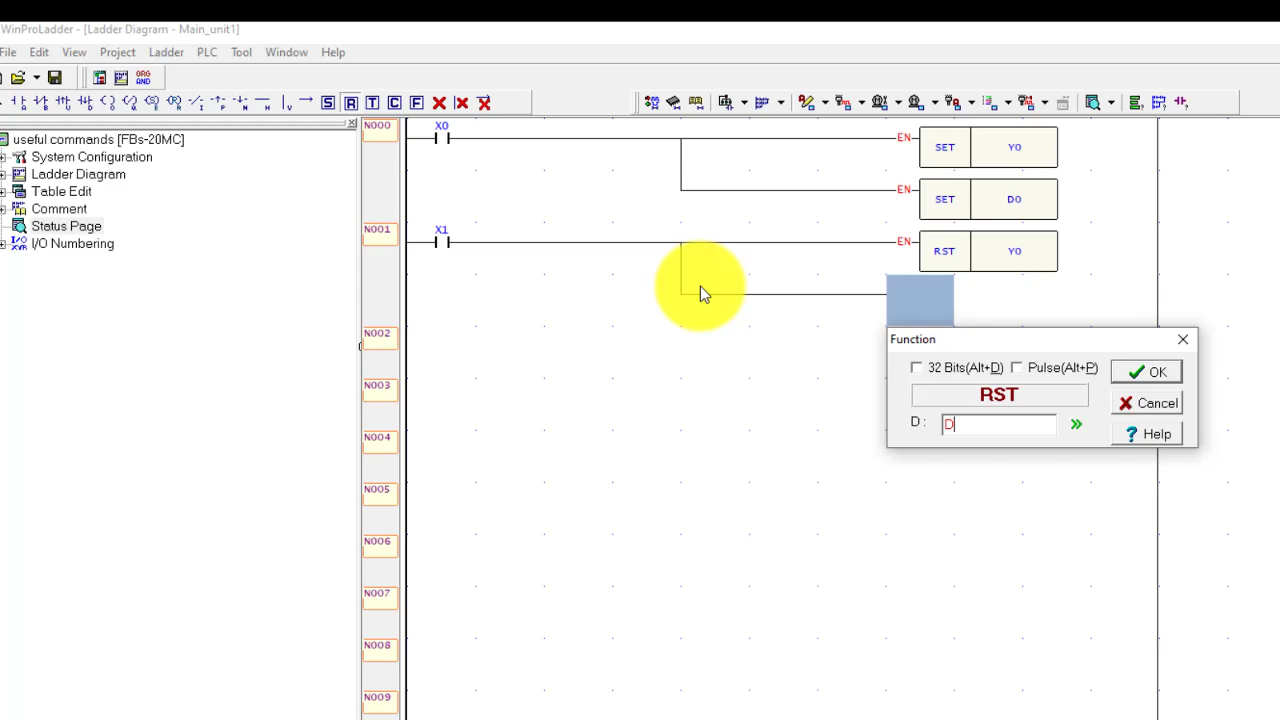 WinProLadder - [Ladder Diagram - Main_unit1]
File Edit View Project Ladder PLC Tool Window Help
ORG AND
S R T C F
useful commands [FBs-20MC]
System Configuration
Ladder Diagram
Table Edit
Comment
Status Page
I/O Numbering
N000 X0 EN SET Y0
EN SET D0
N001 X1 EN RST Y0
N002
N003
N004
N005
N006
N007
N008
N009
Function
32 Bits(Alt+D) Pulse(Alt+P) OK
RST
Cancel
D : D
Help